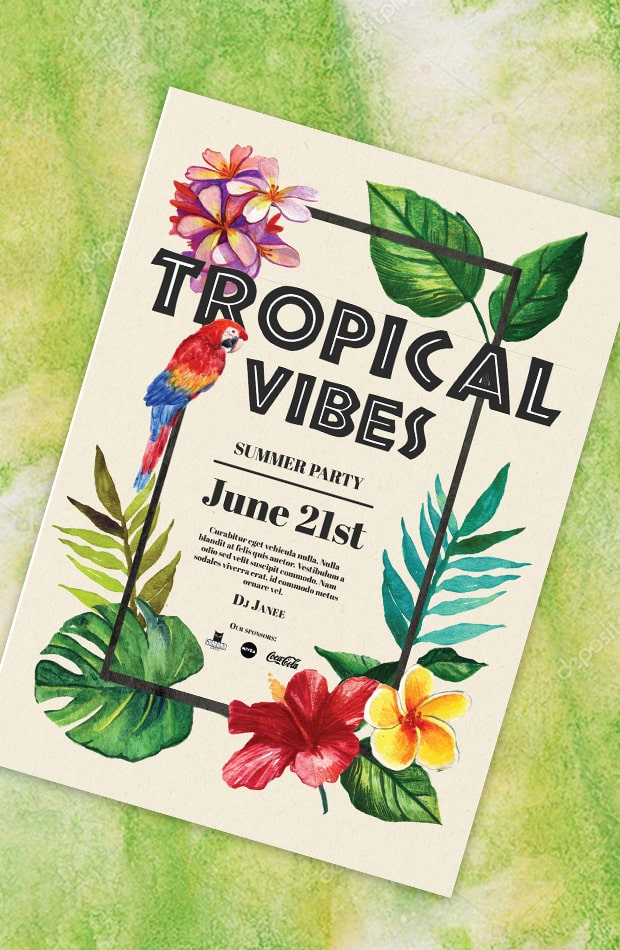 TROPICAL
VIBES
SUMMER PARTY
June 21st
Curabitur eget vehicula nulla. Nulla
blandit at felis quis auctor. Vestibulum a
odio sed velit suscipit commodo. Nam
sodales viverra erat, id commodo metus
ornare vel.
DJ JANEE
OUR SPONSORS:
NIVEA
Coca-Cola